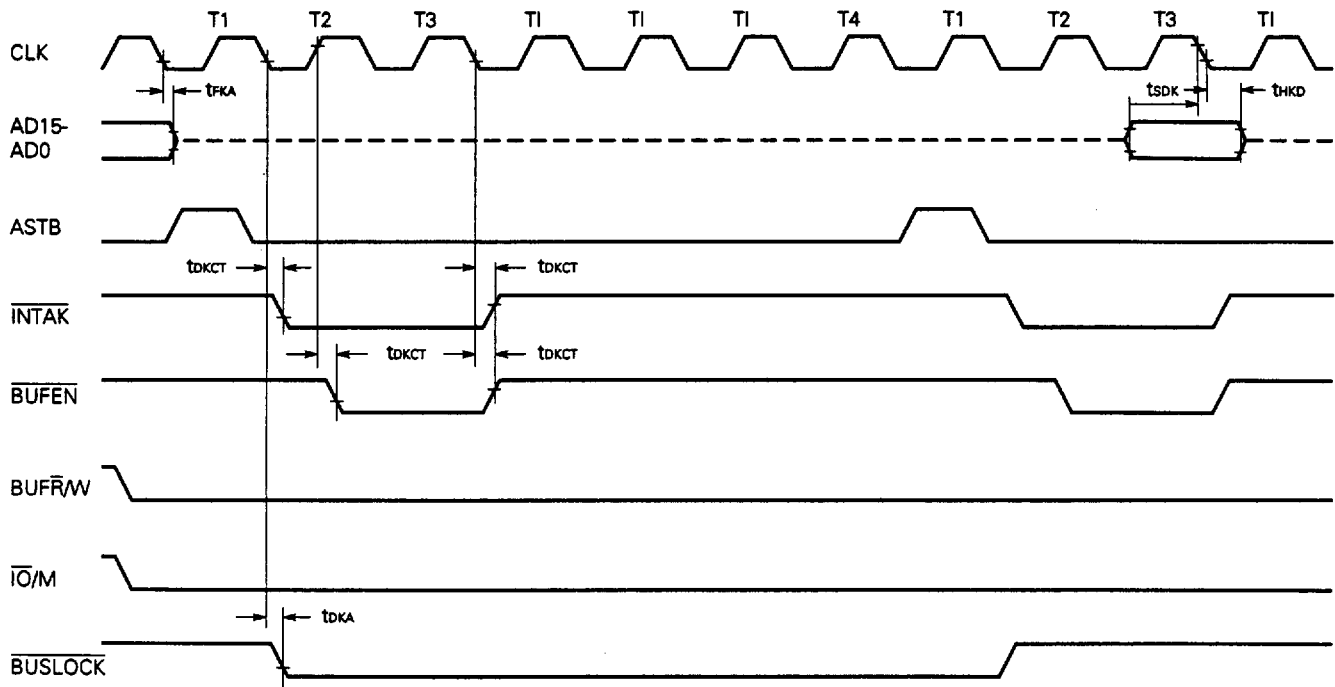 T1 T2 T3 TI TI TI T4 T1 T2 T3 TI
CLK
tFKA
tSDK
tHKD
AD15-
AD0
ASTB
tDKCT
tDKCT
INTAK
tDKCT
tDKCT
BUFEN
BUFR̅/W
I̅O̅/M
tDKA
BUSLOCK